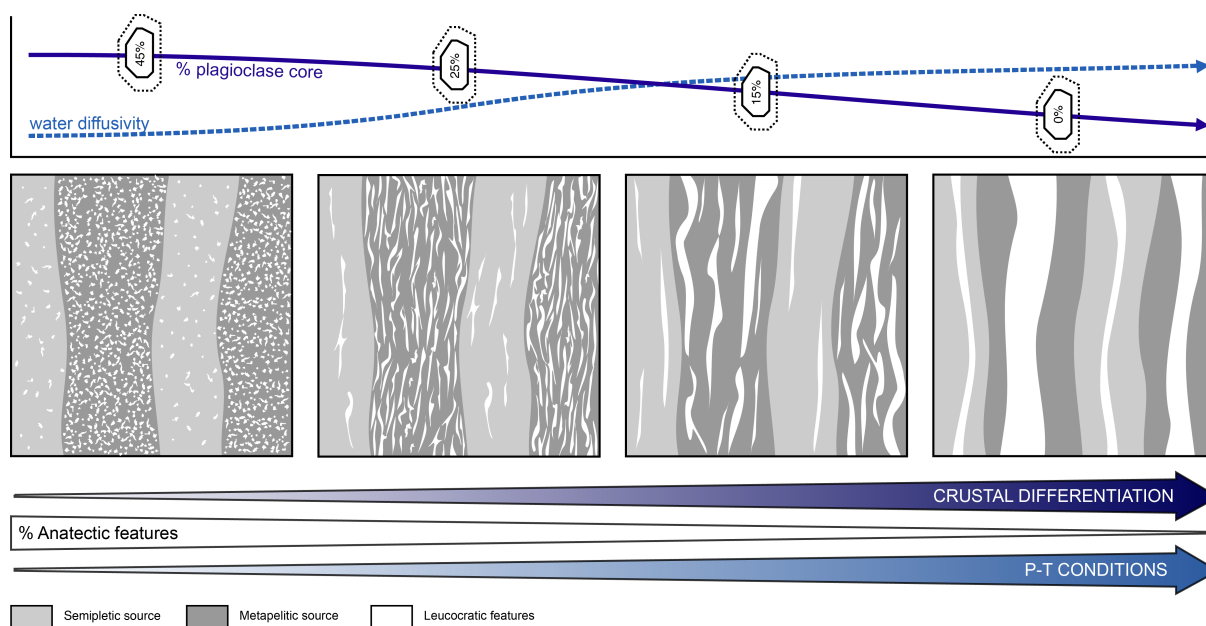 45%
25%
15%
0%
% plagioclase core
water diffusivity
CRUSTAL DIFFERENTIATION
% Anatectic features
P-T CONDITIONS
Semipletic source
Metapelitic source
Leucocratic features